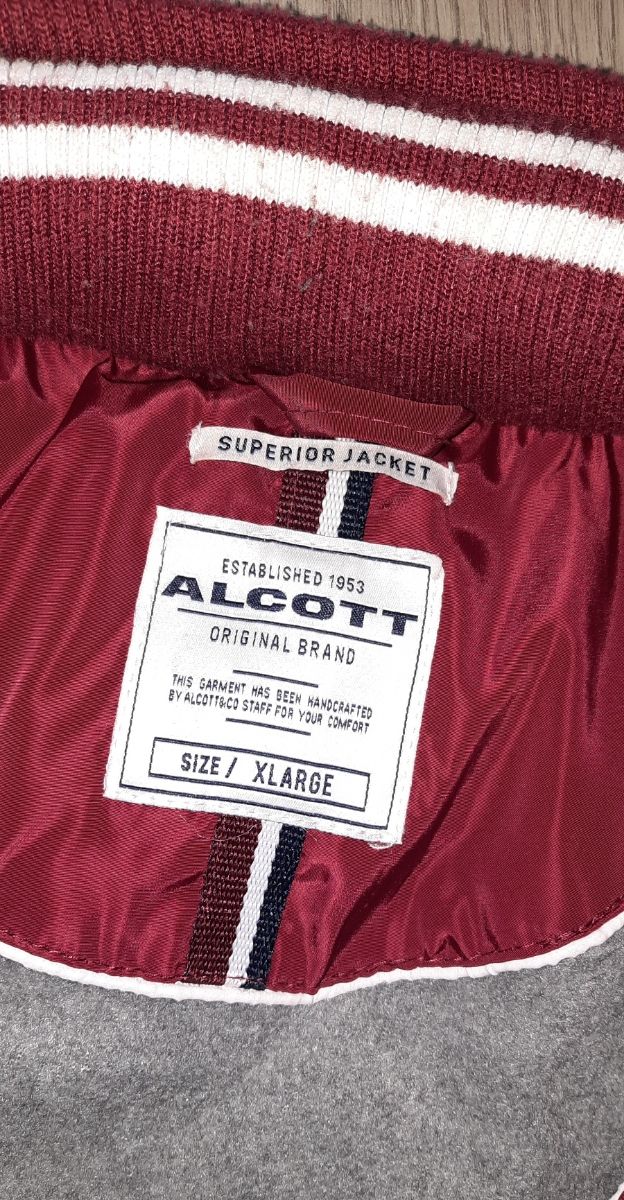 SUPERIOR JACKET
ESTABLISHED 1953
ALCOTT
ORIGINAL BRAND
THIS GARMENT HAS BEEN HANDCRAFTED
BY ALCOTT&CO STAFF FOR YOUR COMFORT
SIZE/ XLARGE